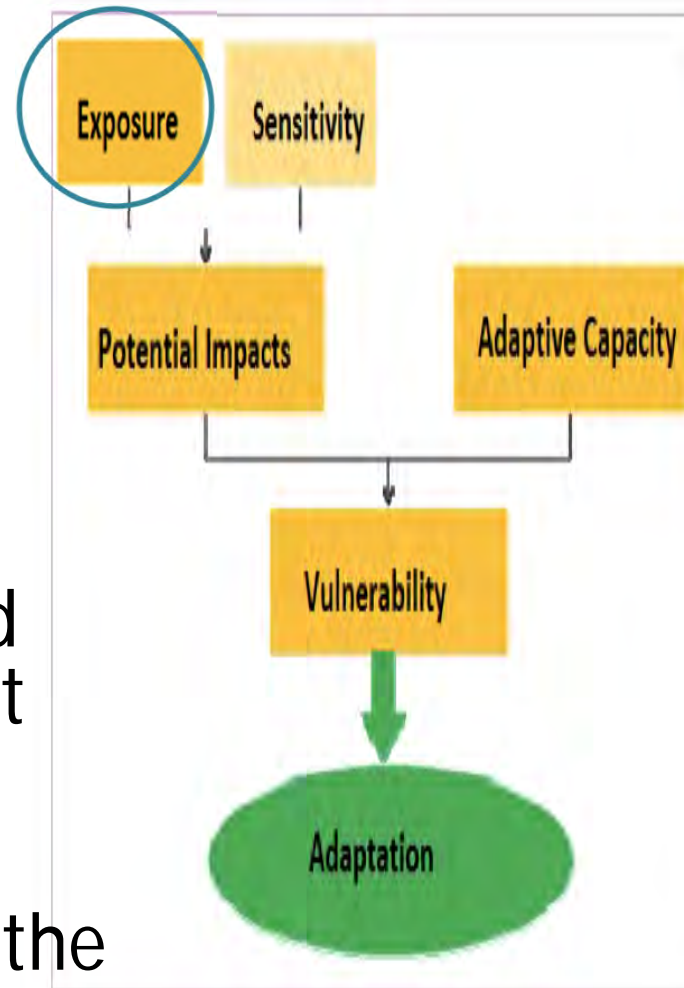 Exposure Sensitivity
Potential Impacts Adaptive Capacity
Vulnerability
d
t
Adaptation
the